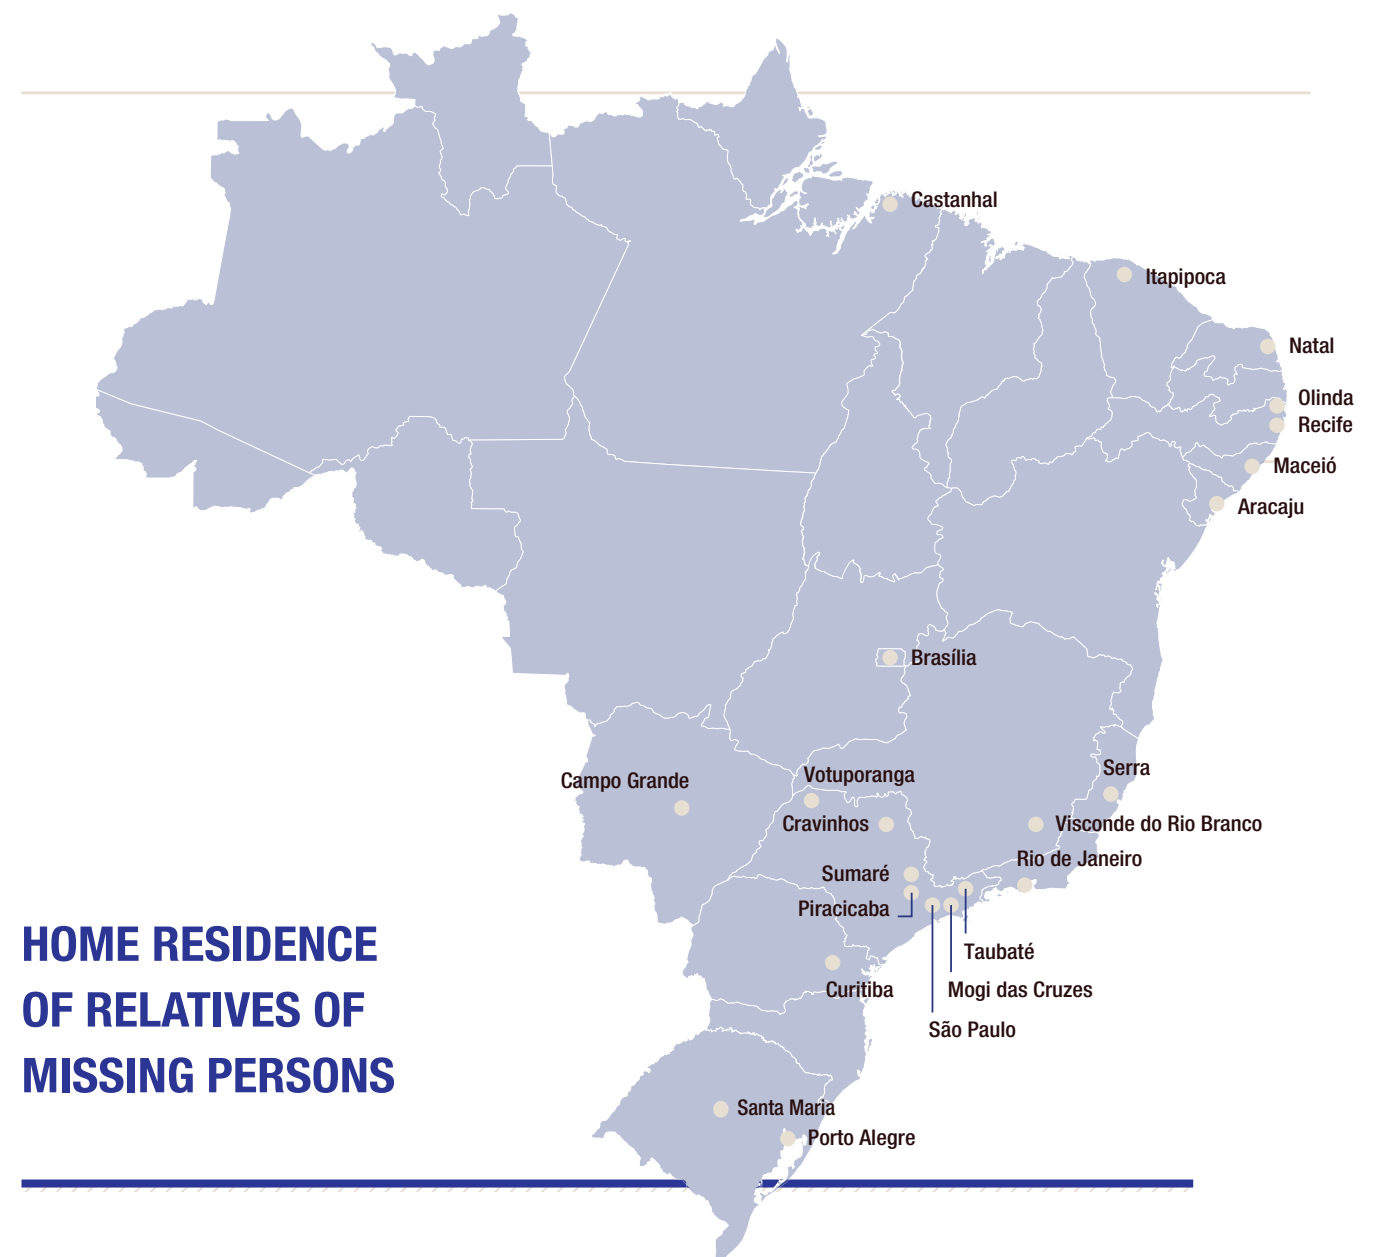 Castanhal
Itapipoca
Natal
Olinda
Recife
Maceió
Aracaju
Brasília
Serra
Votuporanga
Campo Grande
Cravinhos
Visconde do Rio Branco
Rio de Janeiro
Sumaré
Piracicaba
Taubaté
Curitiba
Mogi das Cruzes
São Paulo
HOME RESIDENCE
OF RELATIVES OF
MISSING PERSONS
Santa Maria
Porto Alegre